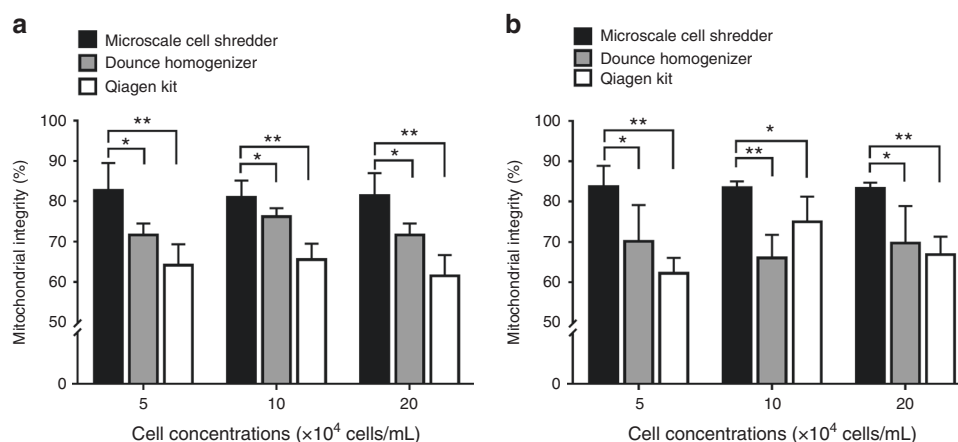 a
Microscale cell shredder
Dounce homogenizer
Qiagen kit
Mitochondrial integrity (%)
100
90
80
70
60
50
0
**
*
**
*
**
*
5
10
20
Cell concentrations (×10⁴ cells/mL)
b
Microscale cell shredder
Dounce homogenizer
Qiagen kit
Mitochondrial integrity (%)
100
90
80
70
60
50
0
**
*
*
**
**
*
5
10
20
Cell concentrations (×10⁴ cells/mL)